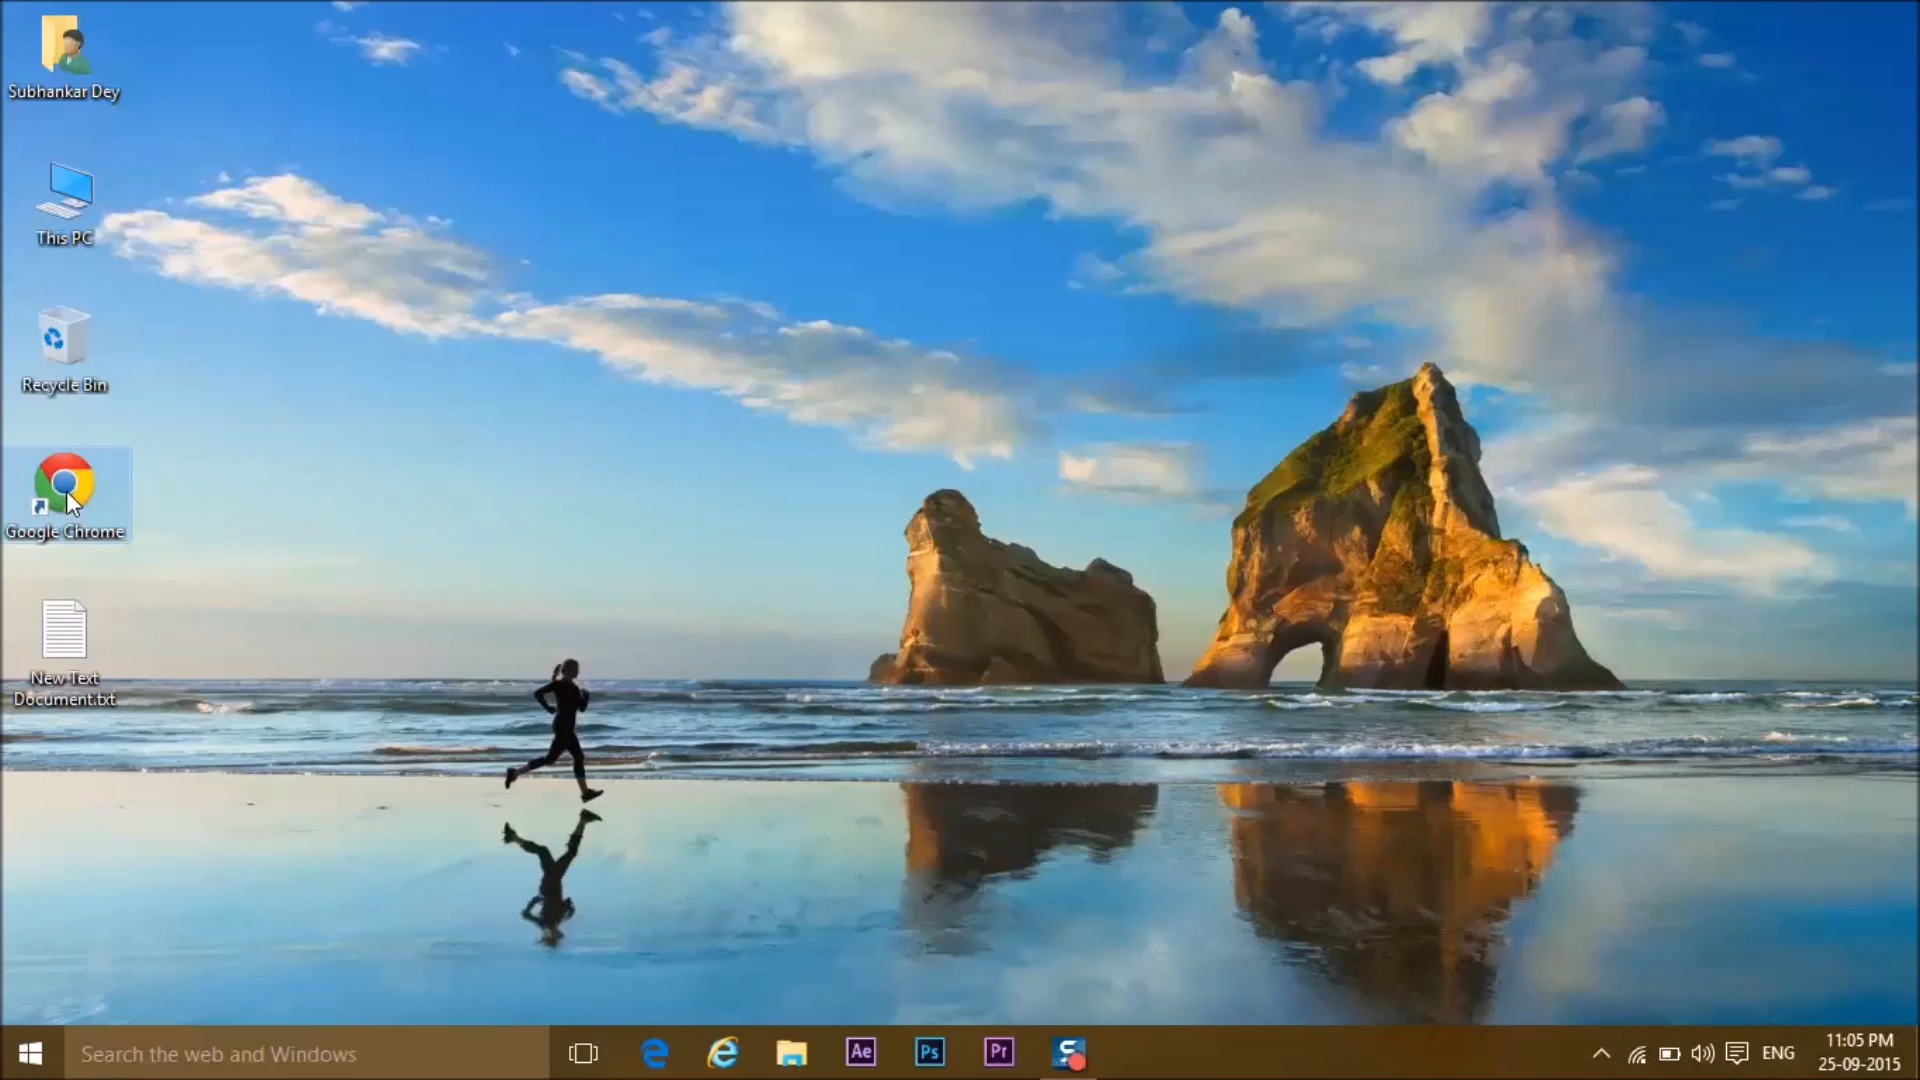 Subhankar Dey
This PC
Recycle Bin
Google Chrome
New Text
Document.txt
Search the web and Windows
Ae
Ps
Pr
S
ENG
11:05 PM
25-09-2015